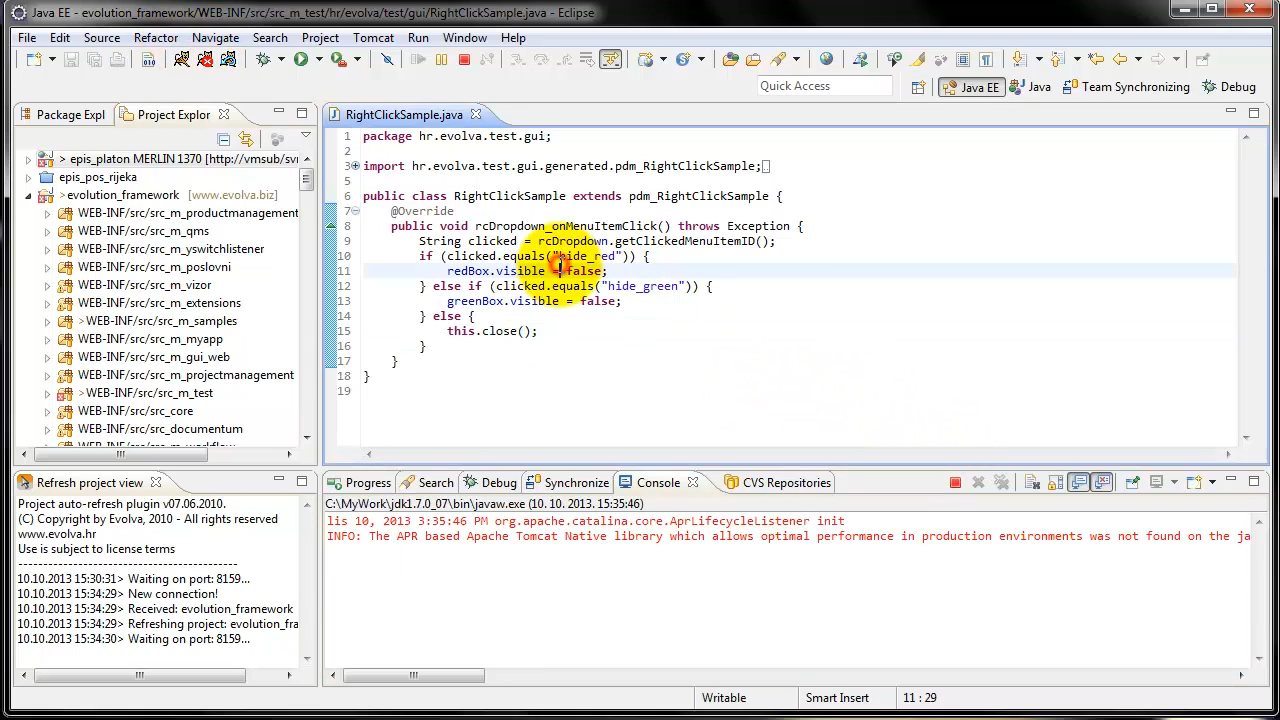 Java EE - evolution_framework/WEB-INF/src/src_m_test/hr/evolva/test/gui/RightClickSample.java - Eclipse
File Edit Source Refactor Navigate Search Project Tomcat Run Window Help
Quick Access
Java EE Java Team Synchronizing Debug
Package Expl Project Explor
> epis_platon MERLIN 1370 [http://vmsub/svn
epis_pos_rijeka
>evolution_framework [www.evolva.biz]
WEB-INF/src/src_m_productmanagement
WEB-INF/src/src_m_qms
WEB-INF/src/src_m_yswitchlistener
WEB-INF/src/src_m_poslovni
WEB-INF/src/src_m_vizor
WEB-INF/src/src_m_extensions
>WEB-INF/src/src_m_samples
WEB-INF/src/src_m_myapp
WEB-INF/src/src_m_gui_web
WEB-INF/src/src_m_projectmanagement
>WEB-INF/src/src_m_test
WEB-INF/src/src_core
WEB-INF/src/src_documentum
WEB-INF/src/src_m_workflow
RightClickSample.java
1 package hr.evolva.test.gui;
2
3 import hr.evolva.test.gui.generated.pdm_RightClickSample;
5
6 public class RightClickSample extends pdm_RightClickSample {
7 @Override
8 public void rcDropdown_onMenuItemClick() throws Exception {
9 String clicked = rcDropdown.getClickedMenuItemID();
10 if (clicked.equals("hide_red")) {
11 redBox.visible = false;
12 } else if (clicked.equals("hide_green")) {
13 greenBox.visible = false;
14 } else {
15 this.close();
16 }
17 }
18 }
19
Refresh project view
Project auto-refresh plugin v07.06.2010.
(C) Copyright by Evolva, 2010 - All rights reserved
www.evolva.hr
Use is subject to license terms
------------------------------------------
10.10.2013 15:30:31> Waiting on port: 8159...
10.10.2013 15:34:29> New connection!
10.10.2013 15:34:29> Received: evolution_framework
10.10.2013 15:34:29> Refreshing project: evolution_fra
10.10.2013 15:34:30> Waiting on port: 8159...
Progress Search Debug Synchronize Console CVS Repositories
C:\MyWork\jdk1.7.0_07\bin\javaw.exe (10. 10. 2013. 15:35:46)
lis 10, 2013 3:35:46 PM org.apache.catalina.core.AprLifecycleListener init
INFO: The APR based Apache Tomcat Native library which allows optimal performance in production environments was not found on the ja
Writable Smart Insert 11 : 29